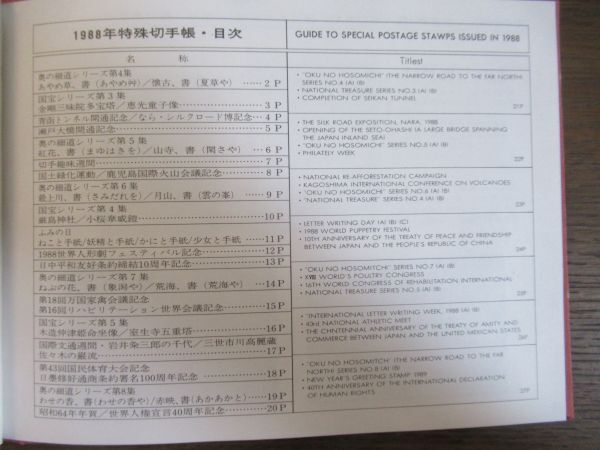 1988年特殊切手帳・目次
名 称
奥の細道シリーズ第4集
あやめ草、書(あやめ艸)/懐古、書(夏草や)……2P
国宝シリーズ第3集
金剛三昧院多宝塔/恵光童子像……3P
青函トンネル開通記念/なら・シルクロード博記念…4P
瀬戸大橋開通記念……5P
奥の細道シリーズ第5集
紅花、書(まゆはきを)/山寺、書(閑さや)……6P
切手趣味週間……7P
国土緑化運動/鹿児島国際火山会議記念……8P
奥の細道シリーズ第6集
最上川、書(さみだれを)/月山、書(雲の峯)……9P
国宝シリーズ第4集
厳島神社/小桜韋威鎧……10P
ふみの日
ねこと手紙/妖精と手紙/かにと手紙/少女と手紙……11P
1988世界人形劇フェスティバル記念……12P
日中平和友好条約締結10周年記念……13P
奥の細道シリーズ第7集
ねぶの花、書(象潟や)/荒海、書(荒海や)……14P
第18回万国家禽会議記念
第16回リハビリテーション世界会議記念……15P
国宝シリーズ第5集
木造伸津姫命坐像/室生寺五重塔……16P
国際文通週間・岩井粂三郎の千代/三世市川高麗蔵
佐々木の巌流……17P
第43回国民体育大会記念
日墨修好通商条約署名100周年記念……18P
奥の細道シリーズ第8集
わせの香、書(わせの香や)/赤映、書(あかあかと)……19P
昭和64年年賀/世界人権宣言40周年記念……20P
GUIDE TO SPECIAL POSTAGE STAMPS ISSUED IN 1988
Titlest
• "OKU NO HOSOMICHI" (THE NARROW ROAD TO THE FAR
NORTH) SERIES NO.4 (A) (B)
• NATIONAL TREASURE SERIES NO.3 (A) (B)
• COMPLETION OF SEIKAN TUNNEL
21P
• THE SILK ROAD EXPOSITION, NARA, 1988
• OPENING OF THE SETO-OHASHI (A LARGE BRIDGE SPANNING
THE JAPAN INLAND SEA)
• "OKU NO HOSOMICHI" SERIES NO.5 (A) (B)
• PHILATELY WEEK
22P
• NATIONAL RE-AFFORESTATION CAMPAIGN
• KAGOSHIMA INTERNATIONAL CONFERENCE ON VOLCANOES
• "OKU NO HOSOMICHI" SERIES NO.6 (A) (B)
• "NATIONAL TREASURE" SERIES NO.4 (A) (B)
23P
• LETTER WRITING DAY (A) (B) (C)
• 1988 WORLD PUPPETRY FESTIVAL
• 10TH ANNIVERSARY OF THE TREATY OF PEACE AND FRIENDSHIP
BETWEEN JAPAN AND THE PEOPLE'S REPUBLIC OF CHINA
24P
• "OKU NO HOSOMITCHI" SERIES NO.7 (A) (B)
• XVIII WORLD'S POULTRY CONGRESS
• 16TH WORLD CONGRESS OF REHABILITATION INTERNATIONAL
• NATIONAL TREASURE SERIES NO.5 (A) (B)
• "INTERNATIONAL LETTER WRITING WEEK, 1988 (A) (B)
• 43rd NATIONAL ATHLETIC MEET
• THE CHNTENNIAL ANNIVERSARY OF THE TREATY OF AMITY AND
COMMERCE BETWEEN JAPAN AND THE UNITED MEXICAN STATES
26P
• "OKU NO HOSOMITCH" (THE NARROW ROAD TO THE FAR
NORTH) SERIES NO.8 (A) (B)
• NEW YEAR'S GREETING STAMP 1989
• 40TH ANNIVERSARY OF THE INTERNATIONAL DECLARATION
OF HUMAN RIGHTS
27P